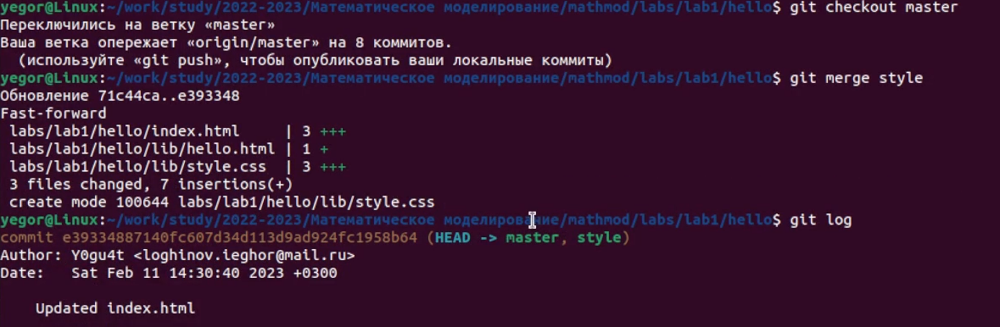 yegor@Linux:~/work/study/2022-2023/Математическое моделирование/mathmod/labs/lab1/hello$ git checkout master
Переключились на ветку «master»
Ваша ветка опережает «origin/master» на 8 коммитов.
  (используйте «git push», чтобы опубликовать ваши локальные коммиты)
yegor@Linux:~/work/study/2022-2023/Математическое моделирование/mathmod/labs/lab1/hello$ git merge style
Обновление 71c44ca..e393348
Fast-forward
 labs/lab1/hello/index.html     | 3 +++
 labs/lab1/hello/lib/hello.html | 1 +
 labs/lab1/hello/lib/style.css  | 3 +++
 3 files changed, 7 insertions(+)
 create mode 100644 labs/lab1/hello/lib/style.css
yegor@Linux:~/work/study/2022-2023/Математическое моделирование/mathmod/labs/lab1/hello$ git log
commit e39334887140fc607d34d113d9ad924fc1958b64 (HEAD -> master, style)
Author: Y0gu4t <loghinov.ieghor@mail.ru>
Date:   Sat Feb 11 14:30:40 2023 +0300

    Updated index.html